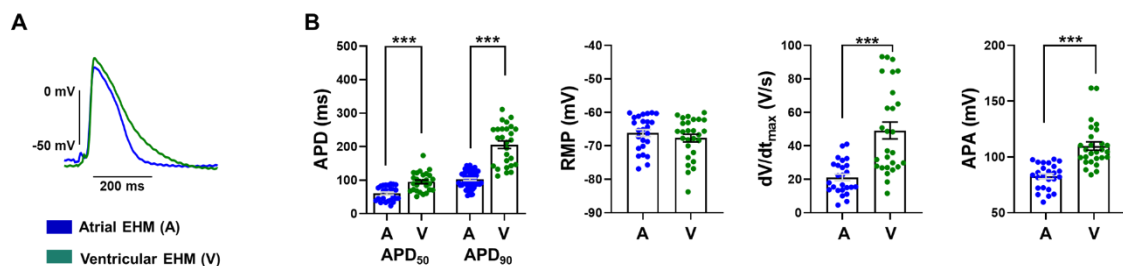 A
0 mV
-50 mV
200 ms
Atrial EHM (A)
Ventricular EHM (V)
B
APD (ms)
500
400
300
200
100
0
***
***
A
V
A
V
APD₅₀
APD₉₀
RMP (mV)
-40
-50
-60
-70
-80
-90
A
V
dV/dtₘₐₓ (V/s)
100
80
60
40
20
0
***
A
V
APA (mV)
200
150
100
50
***
A
V